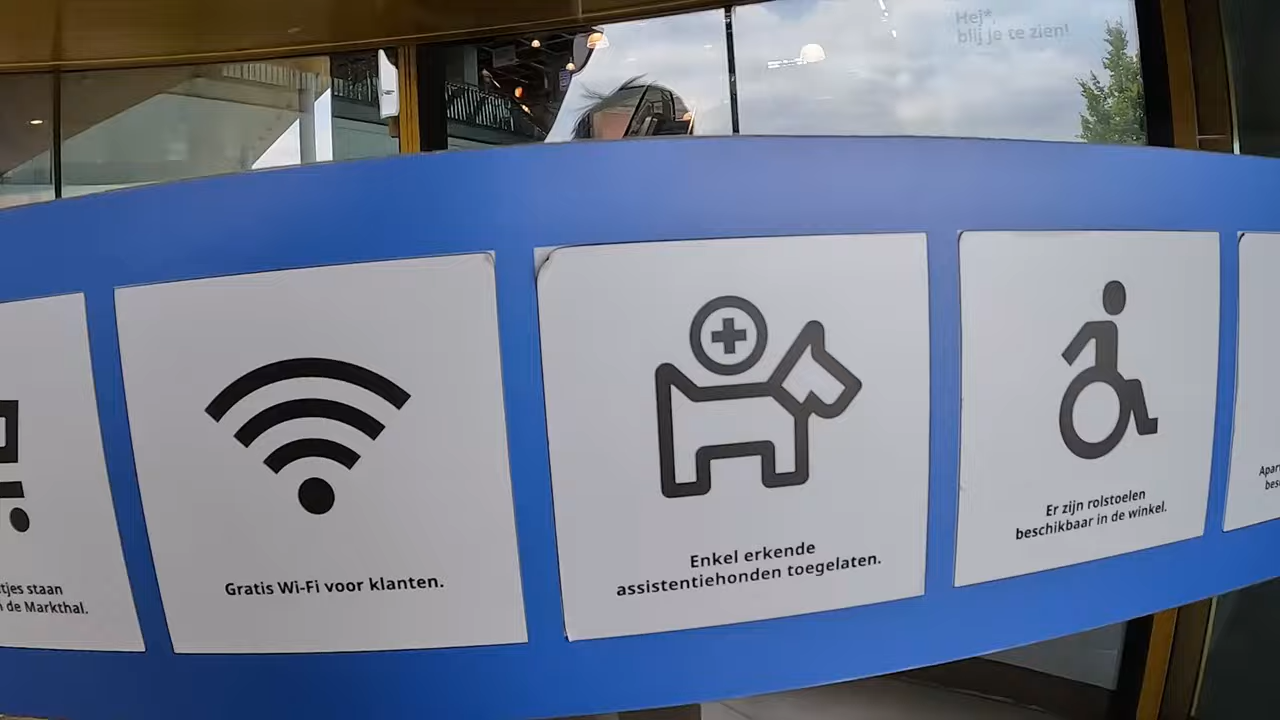 Hej*,
blij je te zien!
staan
de Markthal.
Gratis Wi-Fi voor klanten.
Enkel erkende
assistentiehonden toegelaten.
Er zijn rolstoelen
beschikbaar in de winkel.